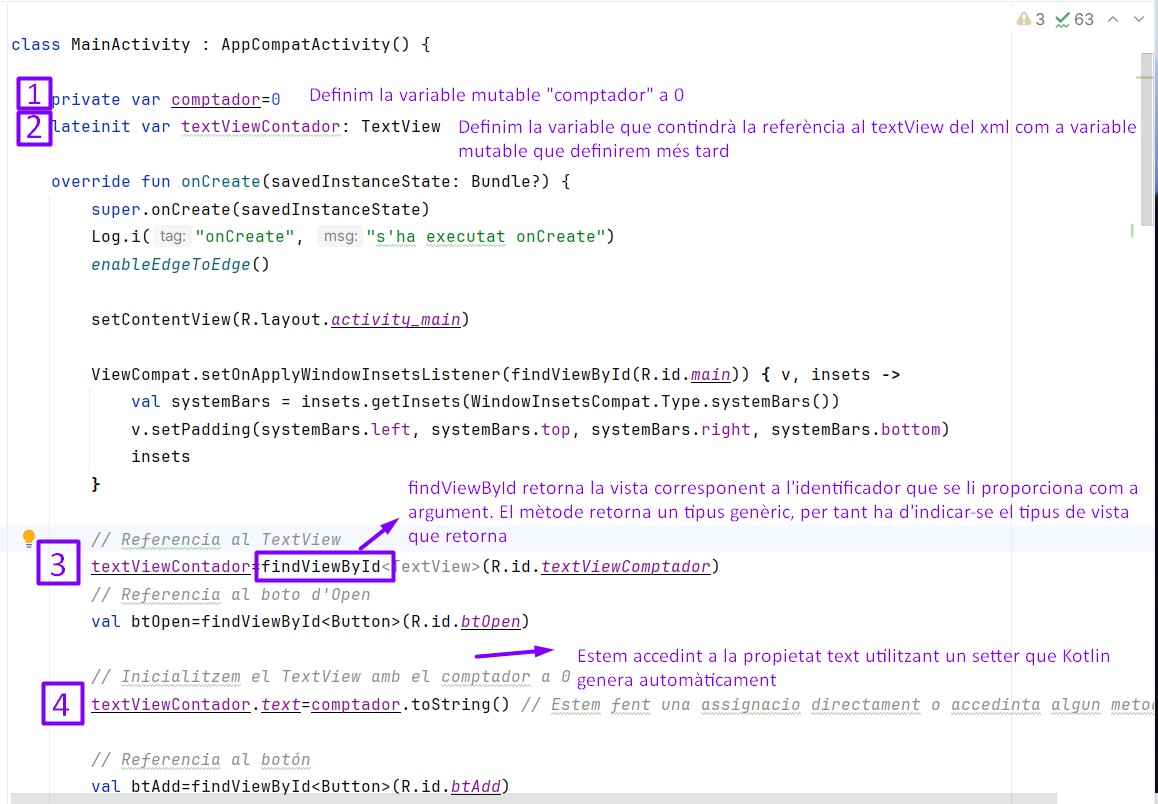 3 63
class MainActivity : AppCompatActivity() {
1 private var comptador=0 Definim la variable mutable "comptador" a 0
2 lateinit var textViewContador: TextView Definim la variable que contindrà la referència al textView del xml com a variable
mutable que definirem més tard
override fun onCreate(savedInstanceState: Bundle?) {
super.onCreate(savedInstanceState)
Log.i( tag: "onCreate", msg: "s'ha executat onCreate")
enableEdgeToEdge()
setContentView(R.layout.activity_main)
ViewCompat.setOnApplyWindowInsetsListener(findViewById(R.id.main)) { v, insets ->
val systemBars = insets.getInsets(WindowInsetsCompat.Type.systemBars())
v.setPadding(systemBars.left, systemBars.top, systemBars.right, systemBars.bottom)
insets
}
findViewById retorna la vista corresponent a l'identificador que se li proporciona com a
argument. El mètode retorna un tipus genèric, per tant ha d'indicar-se el tipus de vista
que retorna
// Referencia al TextView
3 textViewContador=findViewById<TextView>(R.id.textViewComptador)
// Referencia al boto d'Open
val btOpen=findViewById<Button>(R.id.btOpen)
Estem accedint a la propietat text utilitzant un setter que Kotlin
genera automàticament
// Inicialitzem el TextView amb el comptador a 0
4 textViewContador.text=comptador.toString() // Estem fent una assignacio directament o accedinta algun metod
// Referencia al botón
val btAdd=findViewById<Button>(R.id.btAdd)